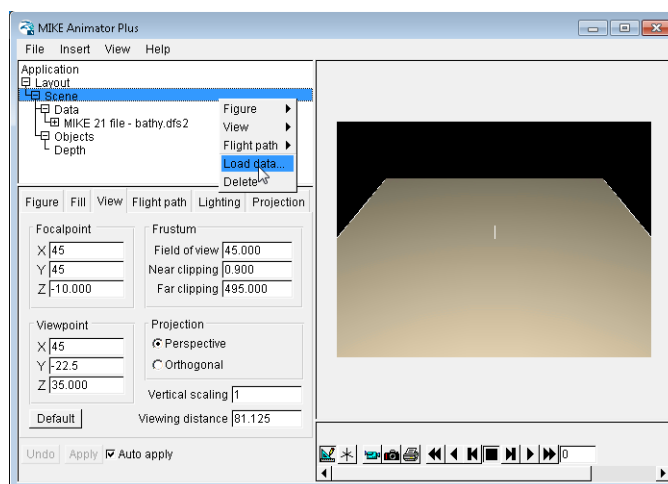 MIKE Animator Plus
File Insert View Help
Application
Layout
Scene
Data
MIKE 21 file - bathy.dfs2
Objects
Depth
Figure
View
Flight path
Load data...
Delete
Figure Fill View Flight path Lighting Projection
Focalpoint
X 45
Y 45
Z -10.000
Frustum
Field of view 45.000
Near clipping 0.900
Far clipping 495.000
Viewpoint
X 45
Y -22.5
Z 35.000
Projection
Perspective
Orthogonal
Vertical scaling 1
Default
Viewing distance 81.125
Undo Apply Auto apply
0